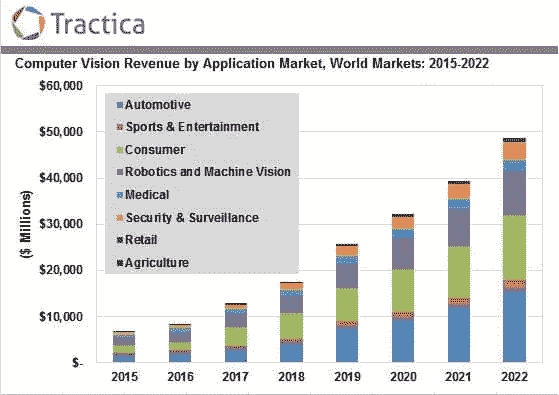 Tractica
Computer Vision Revenue by Application Market, World Markets: 2015-2022
$60,000
$50,000
$40,000
$30,000
$20,000
$10,000
$-
($ Millions)
Automotive
Sports & Entertainment
Consumer
Robotics and Machine Vision
Medical
Security & Surveillance
Retail
Agriculture
2015 2016 2017 2018 2019 2020 2021 2022